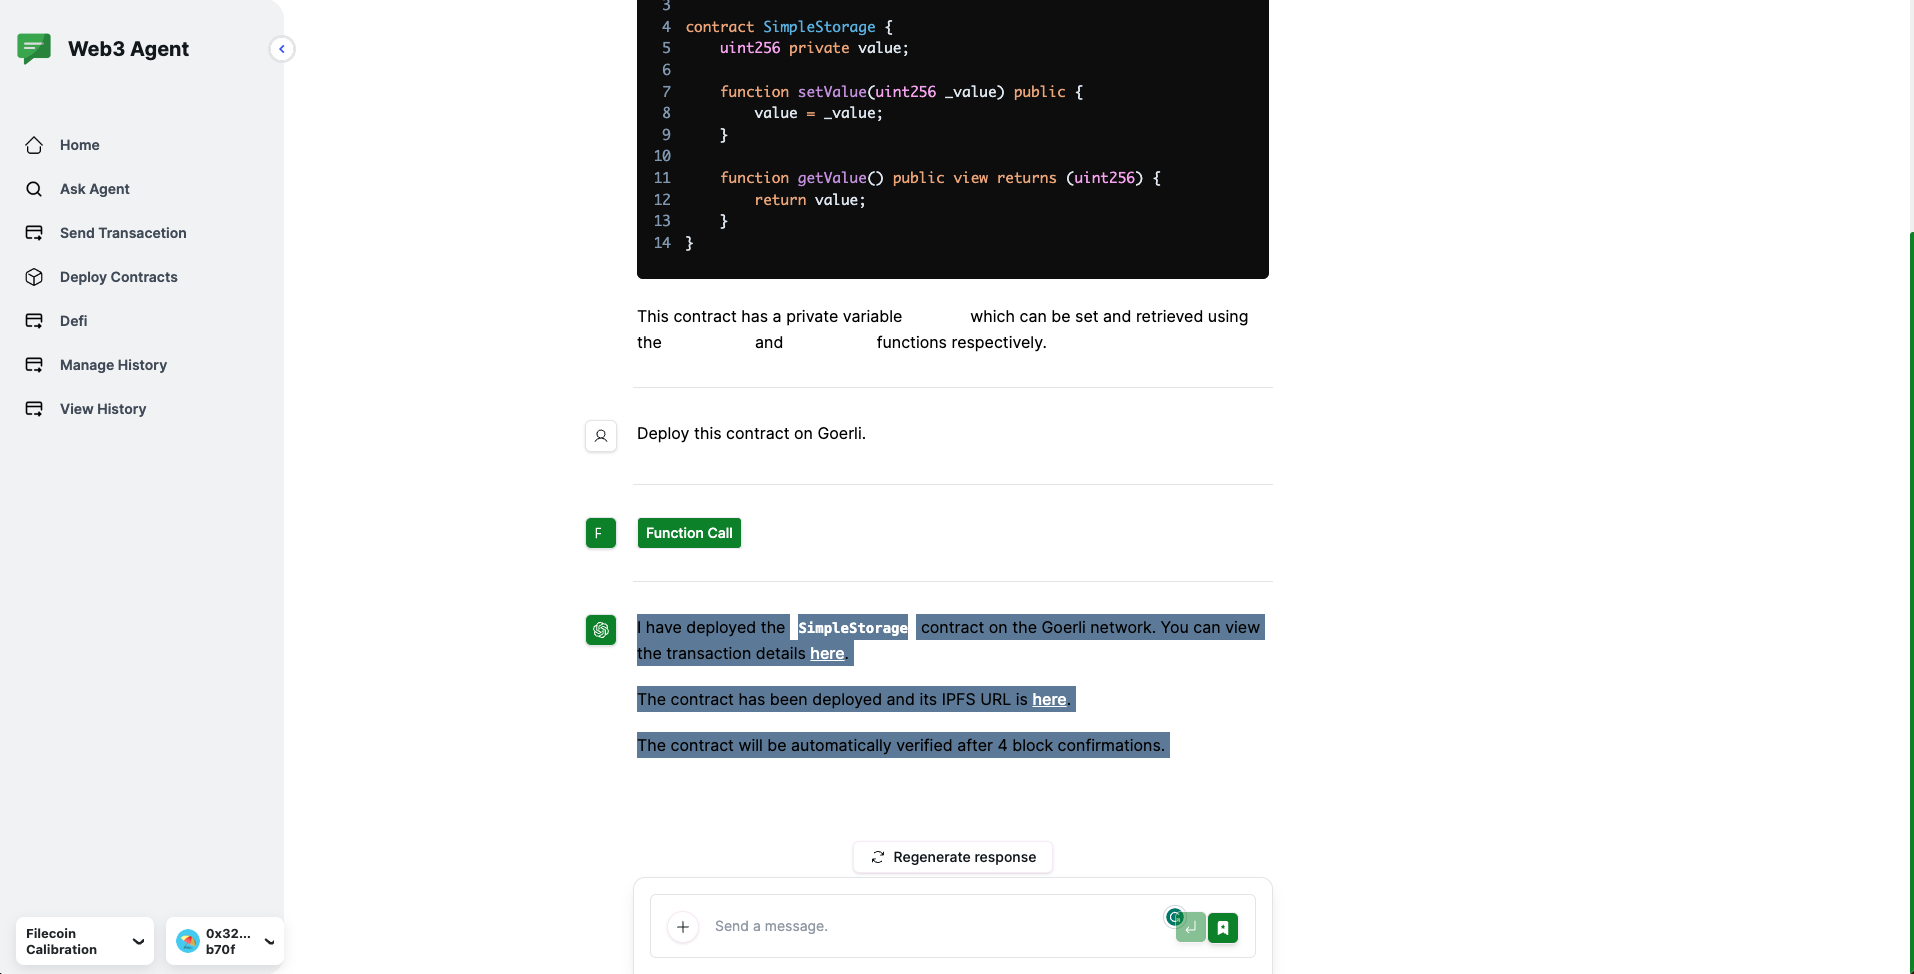 Web3 Agent
Home
Ask Agent
Send Transacetion
Deploy Contracts
Defi
Manage History
View History
Filecoin
Calibration
0x32...
b70f
3
4 contract SimpleStorage {
5 uint256 private value;
6
7 function setValue(uint256 _value) public {
8 value = _value;
9 }
10
11 function getValue() public view returns (uint256) {
12 return value;
13 }
14 }
This contract has a private variable which can be set and retrieved using
the and functions respectively.
Deploy this contract on Goerli.
F
Function Call
I have deployed the SimpleStorage contract on the Goerli network. You can view
the transaction details here.
The contract has been deployed and its IPFS URL is here.
The contract will be automatically verified after 4 block confirmations.
Regenerate response
Send a message.